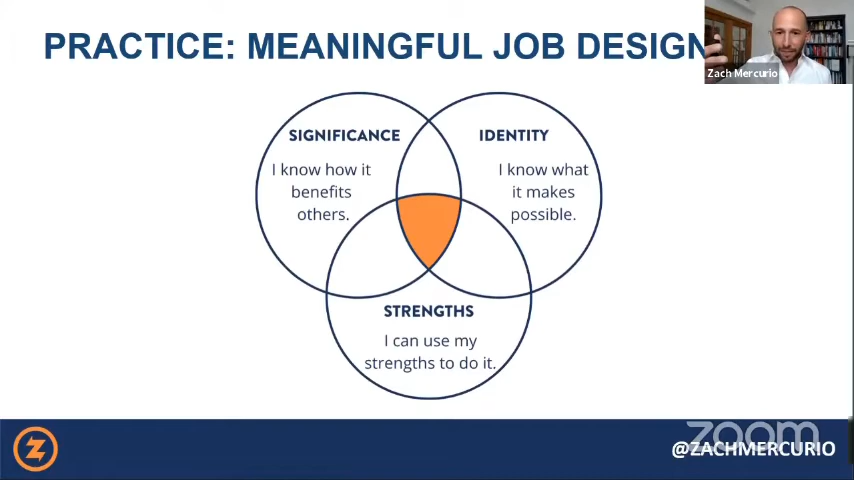 PRACTICE: MEANINGFUL JOB DESIGN
Zach Mercurio
SIGNIFICANCE
I know how it
benefits
others.
IDENTITY
I know what
it makes
possible.
STRENGTHS
I can use my
strengths to do it.
zoom
@ZACHMERCURIO